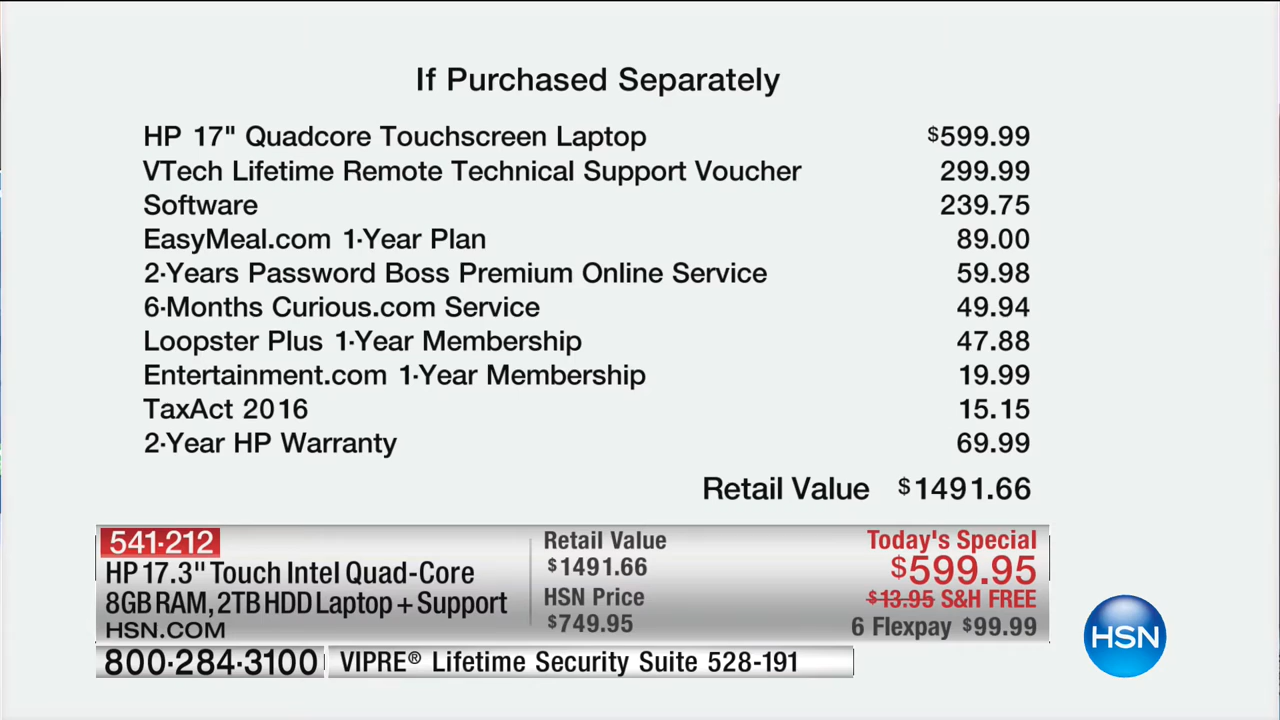 If Purchased Separately
HP 17" Quadcore Touchscreen Laptop $599.99
VTech Lifetime Remote Technical Support Voucher 299.99
Software 239.75
EasyMeal.com 1-Year Plan 89.00
2-Years Password Boss Premium Online Service 59.98
6-Months Curious.com Service 49.94
Loopster Plus 1-Year Membership 47.88
Entertainment.com 1-Year Membership 19.99
TaxAct 2016 15.15
2-Year HP Warranty 69.99
Retail Value $1491.66
541-212
HP 17.3" Touch Intel Quad-Core
8GB RAM, 2TB HDD Laptop + Support
HSN.COM
Retail Value
$1491.66
HSN Price
$749.95
Today's Special
$599.95
$13.95 S&H FREE
6 Flexpay $99.99
800-284-3100
VIPRE® Lifetime Security Suite 528-191
HSN